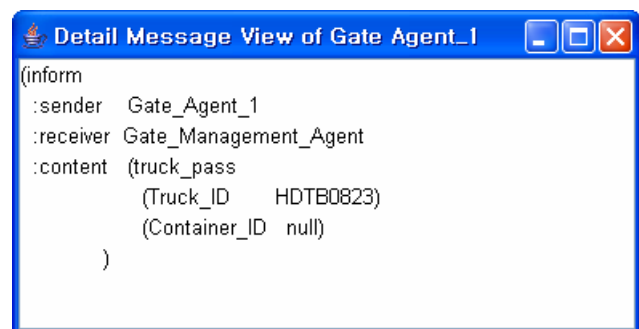 Detail Message View of Gate Agent_1
(inform
:sender Gate_Agent_1
:receiver Gate_Management_Agent
:content (truck_pass
(Truck_ID HDTB0823)
(Container_ID null)
)